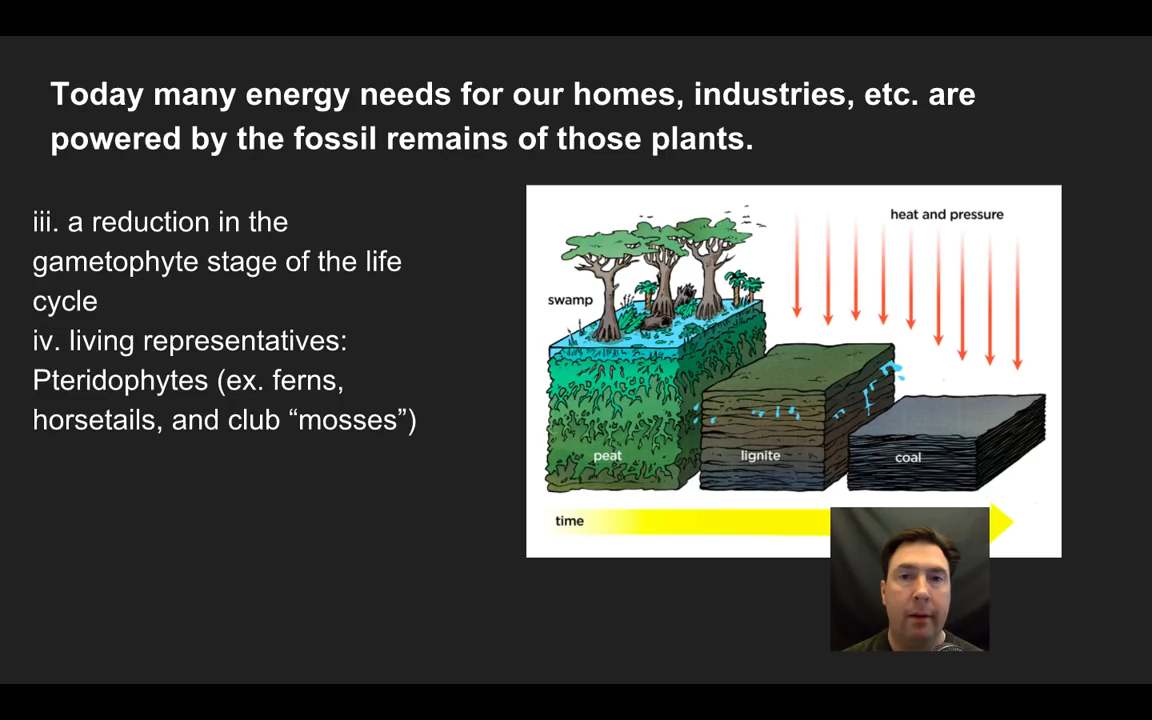 Today many energy needs for our homes, industries, etc. are
powered by the fossil remains of those plants.
iii. a reduction in the
gametophyte stage of the life
cycle
iv. living representatives:
Pteridophytes (ex. ferns,
horsetails, and club “mosses”)
heat and pressure
swamp
peat
lignite
coal
time